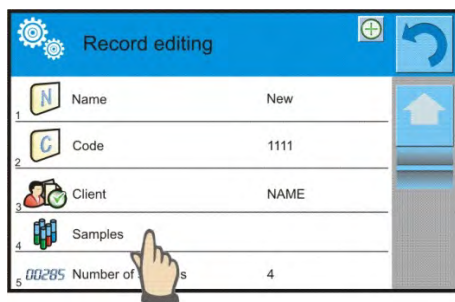 Record editing
N Name New
1
C Code 1111
2
Client NAME
3
Samples
4
00285 Number of s 4
5